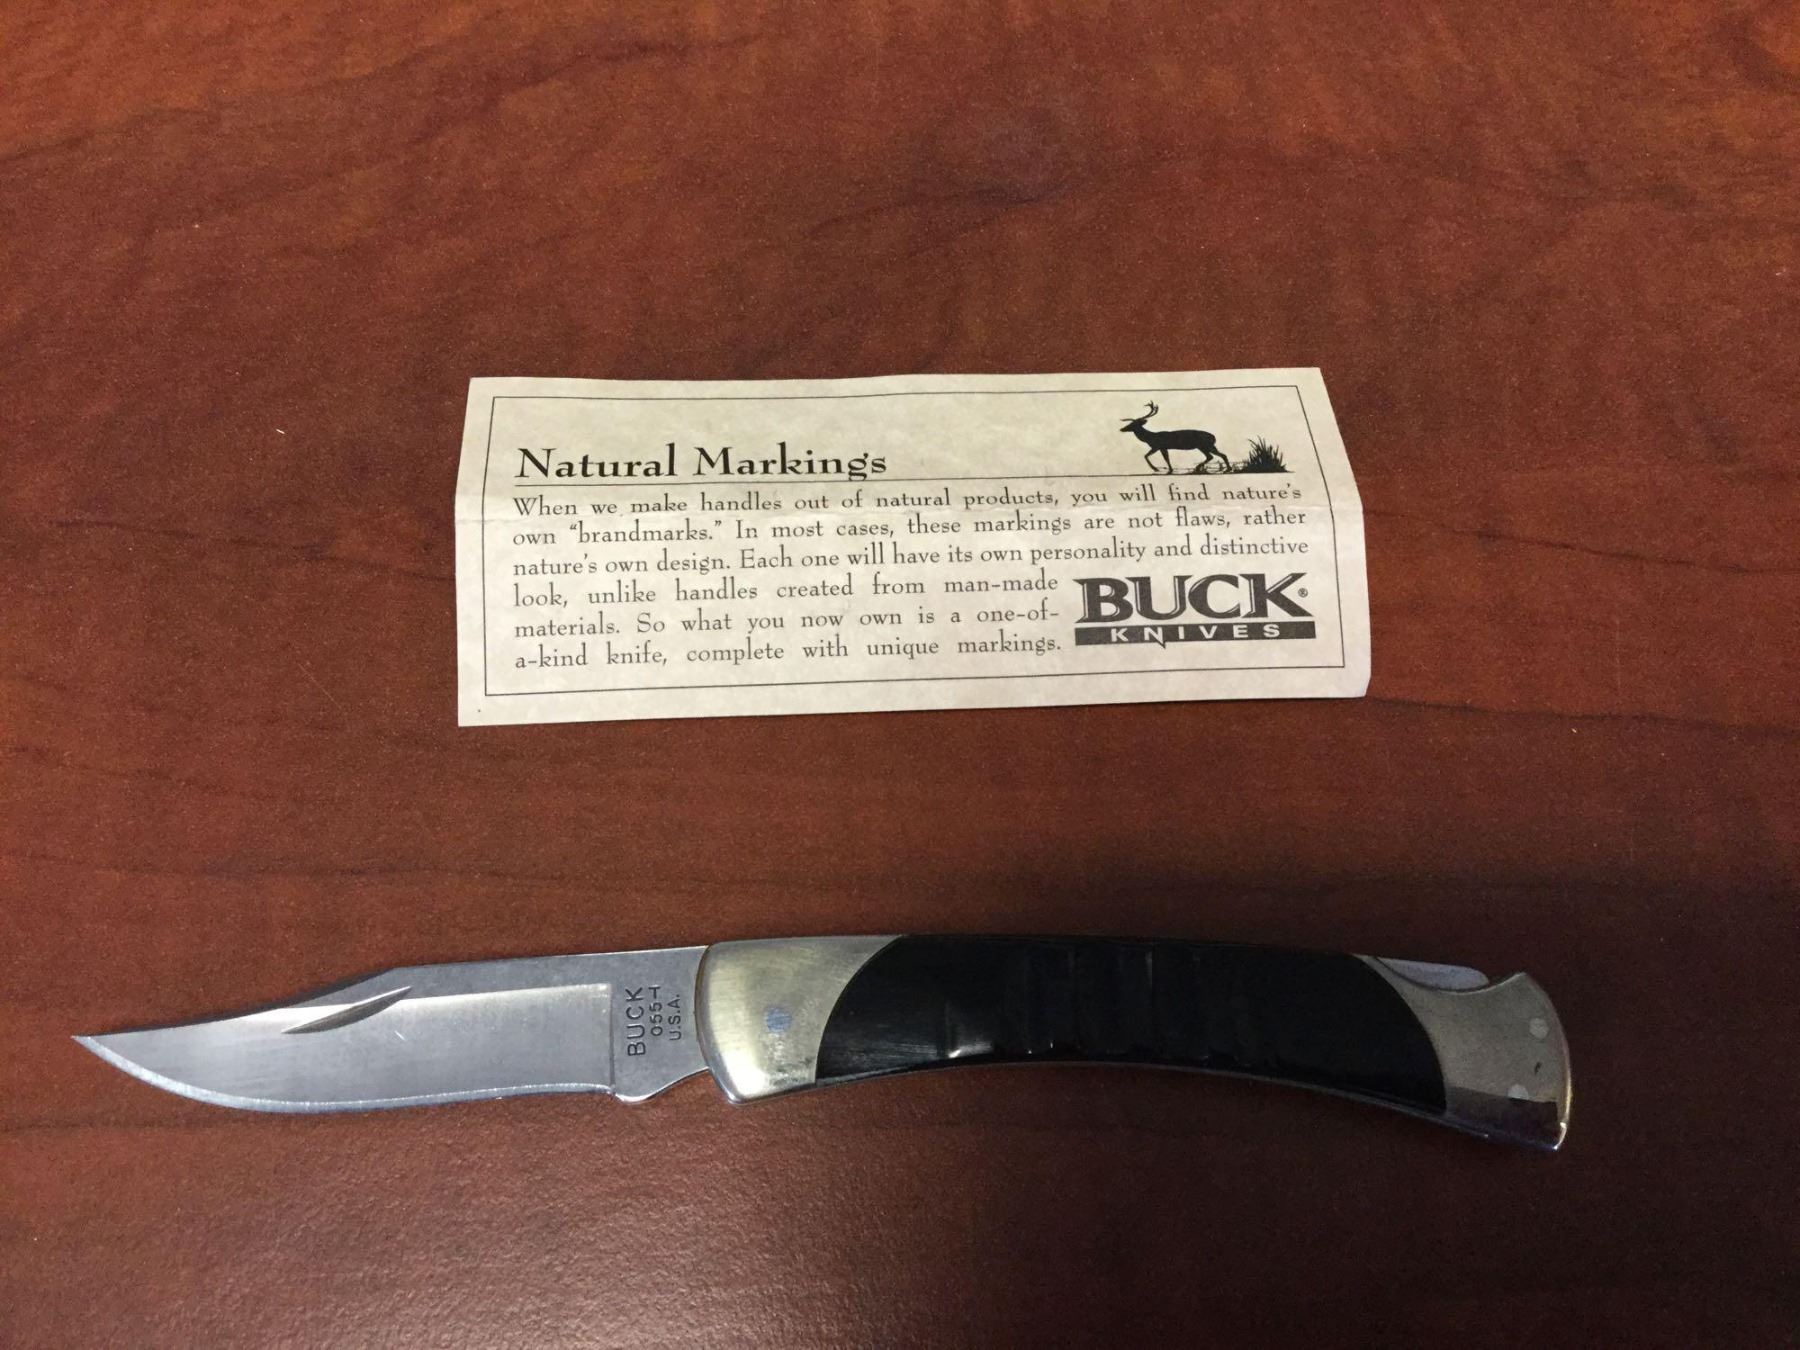 Natural Markings
When we make handles out of natural products, you will find nature's
own "brandmarks." In most cases, these markings are not flaws, rather
nature's own design. Each one will have its own personality and distinctive
look, unlike handles created from man-made
materials. So what you now own is a one-of-
a-kind knife, complete with unique markings.
BUCK®
KNIVES
BUCK
055-I
U.S.A.